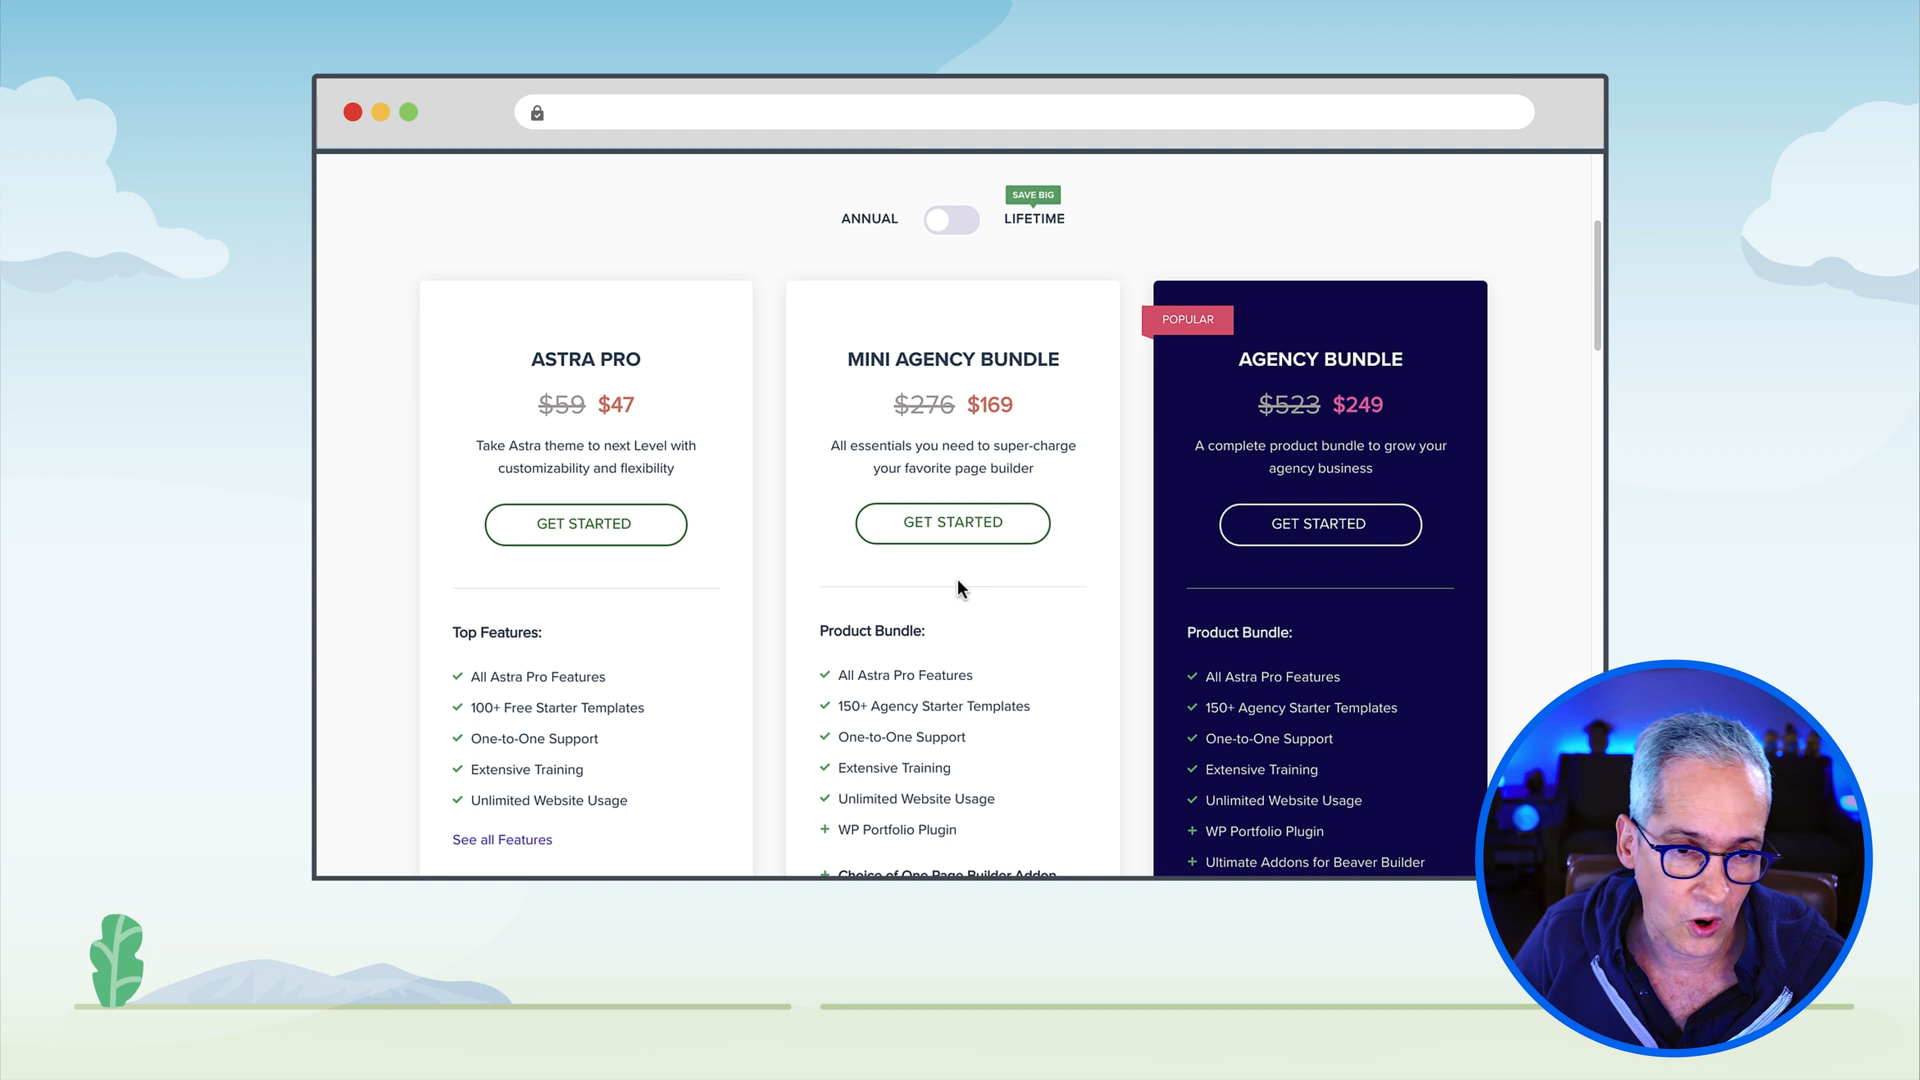 SAVE BIG
ANNUAL
LIFETIME
ASTRA PRO
$59 $47
Take Astra theme to next Level with
customizability and flexibility
GET STARTED
Top Features:
All Astra Pro Features
100+ Free Starter Templates
One-to-One Support
Extensive Training
Unlimited Website Usage
See all Features
MINI AGENCY BUNDLE
$276 $169
All essentials you need to super-charge
your favorite page builder
GET STARTED
Product Bundle:
All Astra Pro Features
150+ Agency Starter Templates
One-to-One Support
Extensive Training
Unlimited Website Usage
WP Portfolio Plugin
Choice of One Page Builder Addon
POPULAR
AGENCY BUNDLE
$523 $249
A complete product bundle to grow your
agency business
GET STARTED
Product Bundle:
All Astra Pro Features
150+ Agency Starter Templates
One-to-One Support
Extensive Training
Unlimited Website Usage
WP Portfolio Plugin
Ultimate Addons for Beaver Builder